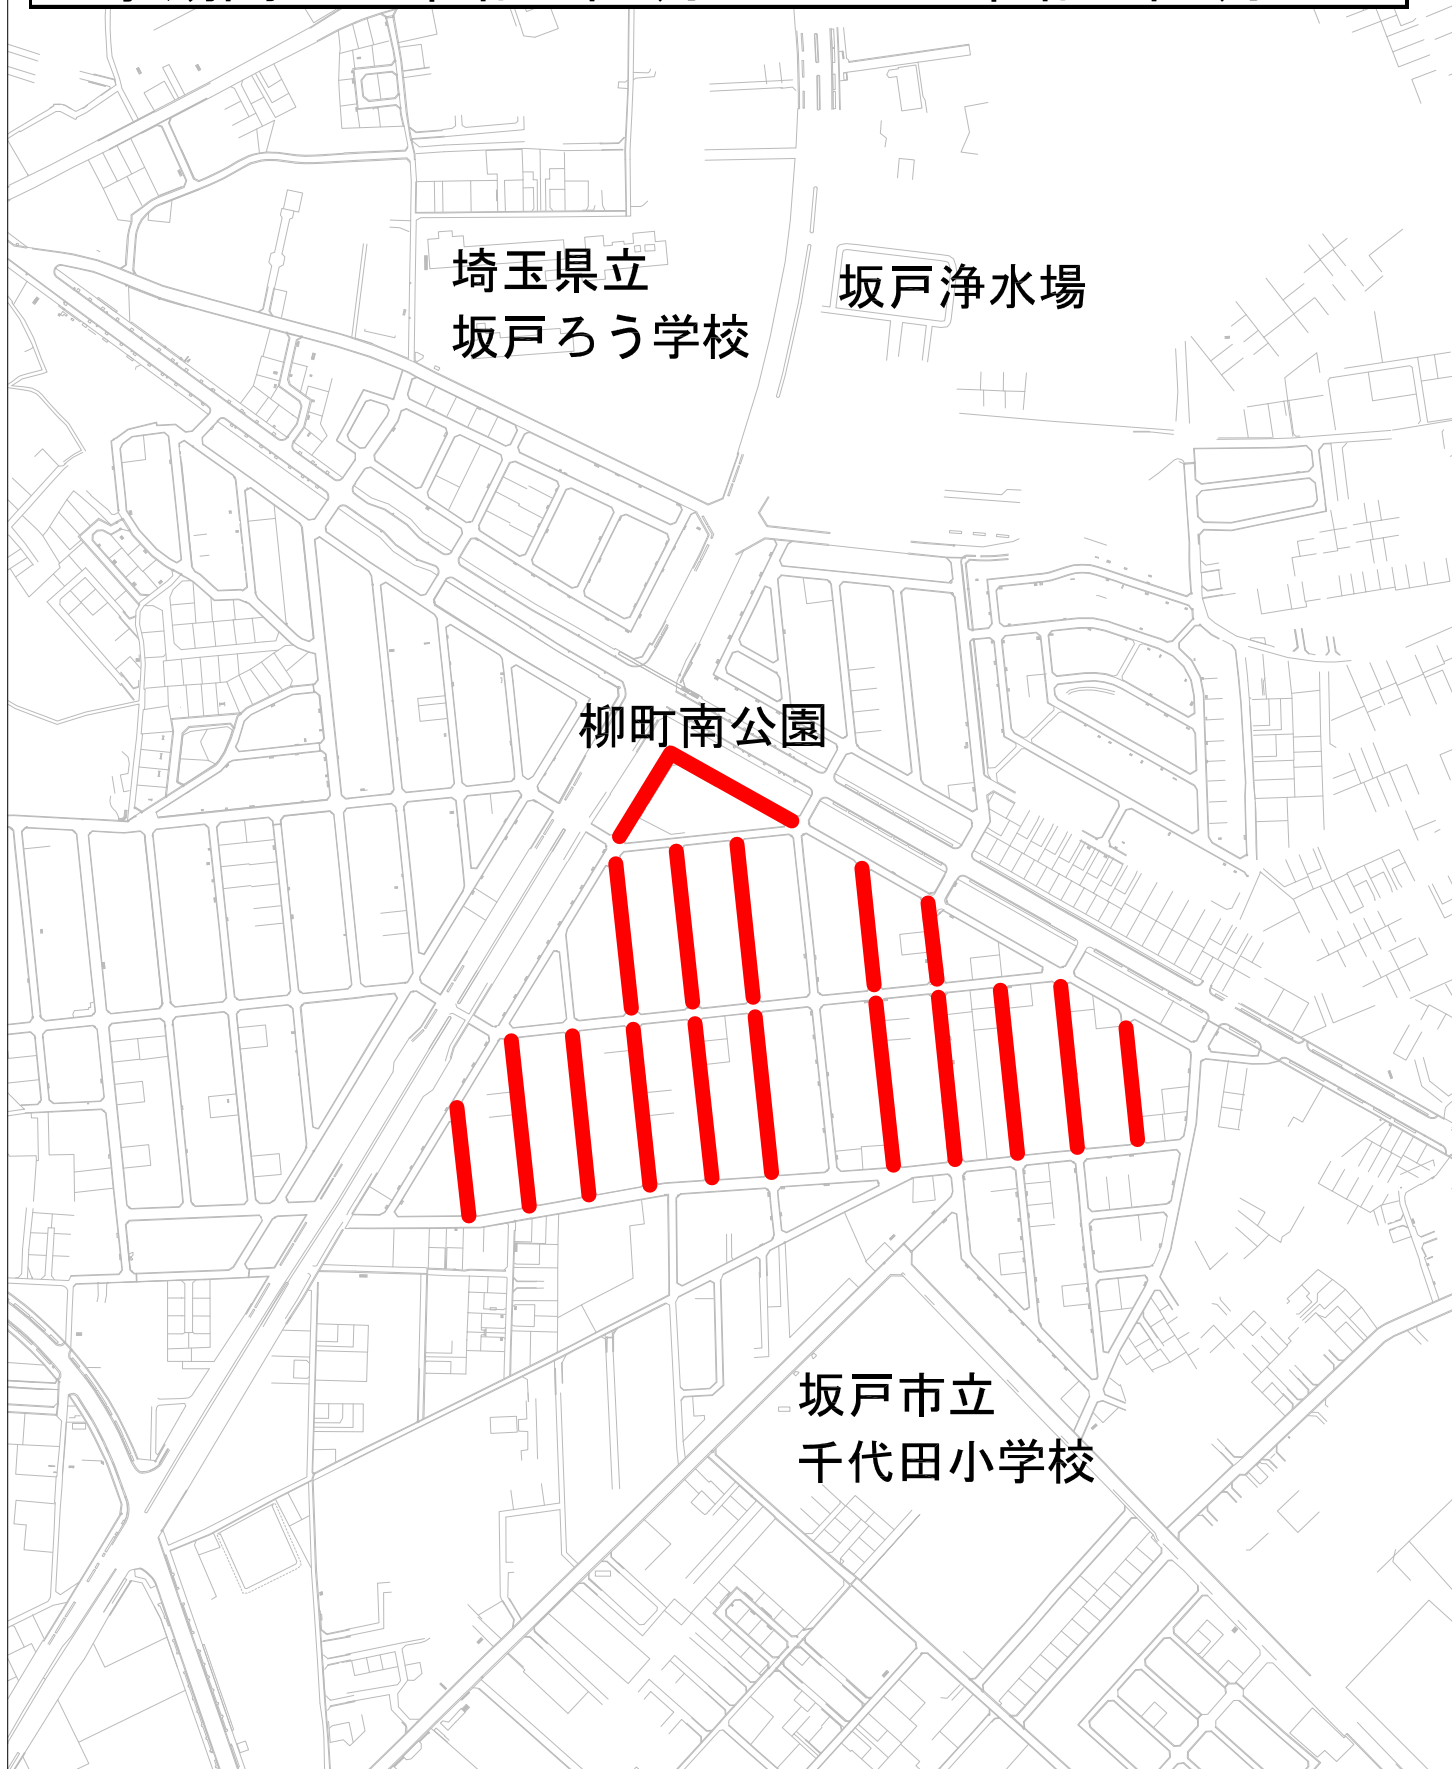 埼玉県立
坂戸ろう学校
坂戸浄水場
柳町南公園
坂戸市立
千代田小学校